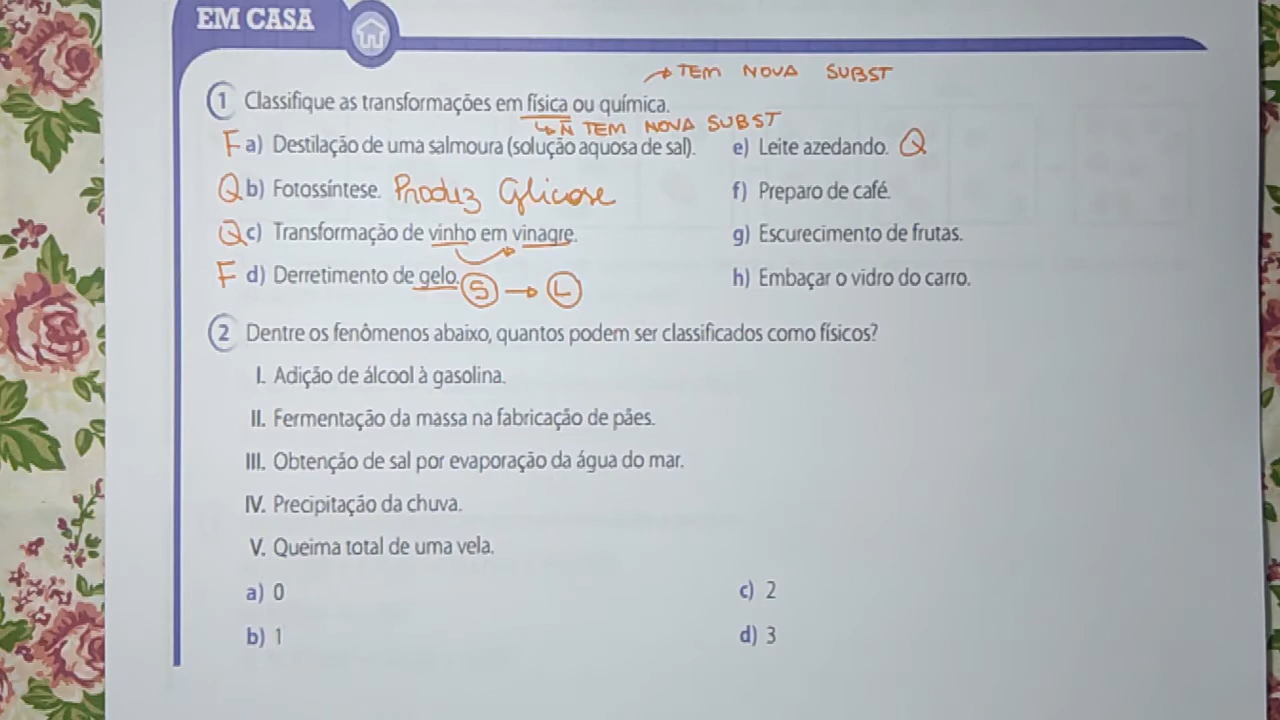 EM CASA
→ TEM NOVA SUBST
1 Classifique as transformações em física ou química.
↳ Ñ TEM NOVA SUBST
F a) Destilação de uma salmoura (solução aquosa de sal).
Q b) Fotossíntese. Produz Glicose
Q c) Transformação de vinho em vinagre.
F d) Derretimento de gelo. S → L
e) Leite azedando. Q
f) Preparo de café.
g) Escurecimento de frutas.
h) Embaçar o vidro do carro.
2 Dentre os fenômenos abaixo, quantos podem ser classificados como físicos?
I. Adição de álcool à gasolina.
II. Fermentação da massa na fabricação de pães.
III. Obtenção de sal por evaporação da água do mar.
IV. Precipitação da chuva.
V. Queima total de uma vela.
a) 0
b) 1
c) 2
d) 3